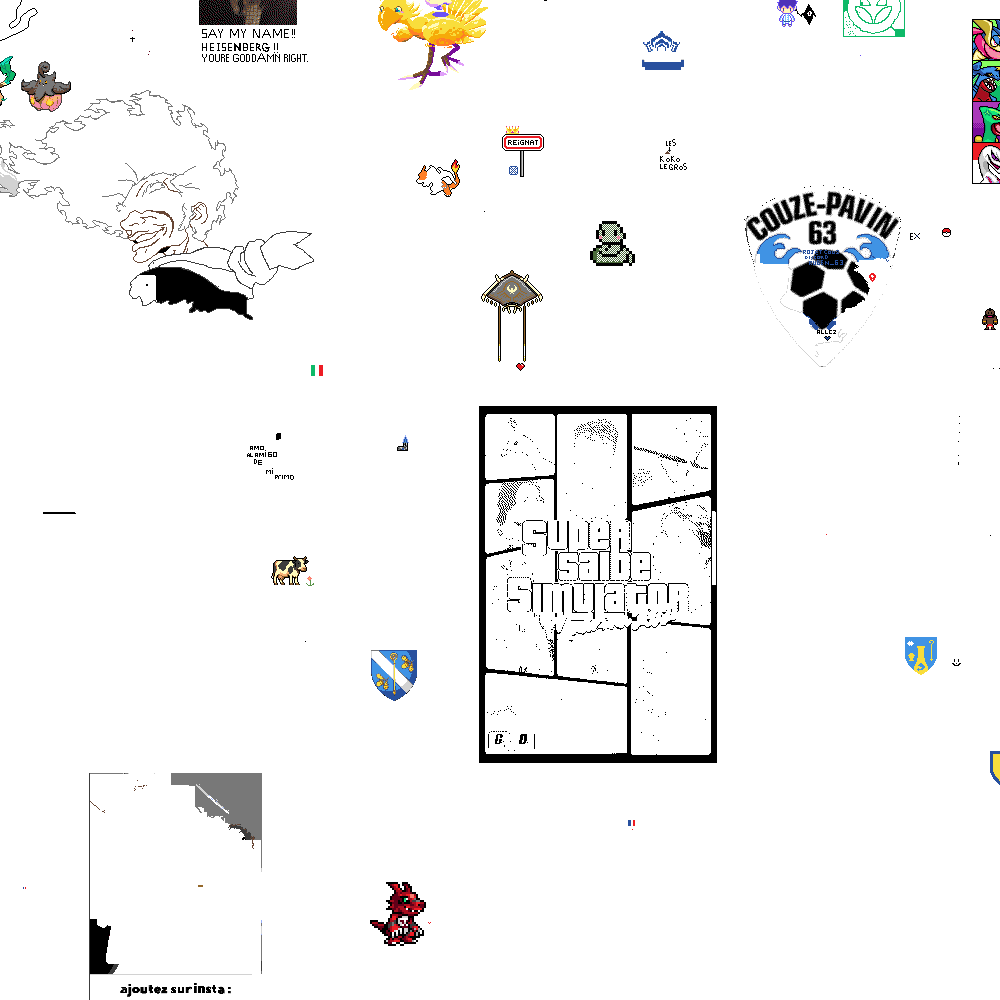 SAY MY NAME!!
HEISENBERG !!
YOURE GODDAMN RIGHT.
REIGNAT
LES
KOKO
LEGROS
COUZE-PAVIN
63
ALLEZ
EX
AMO
AL AMIGO
DE
Mi
PRIMO
Super
saibe
Simulator
G O
ajoutez sur insta :